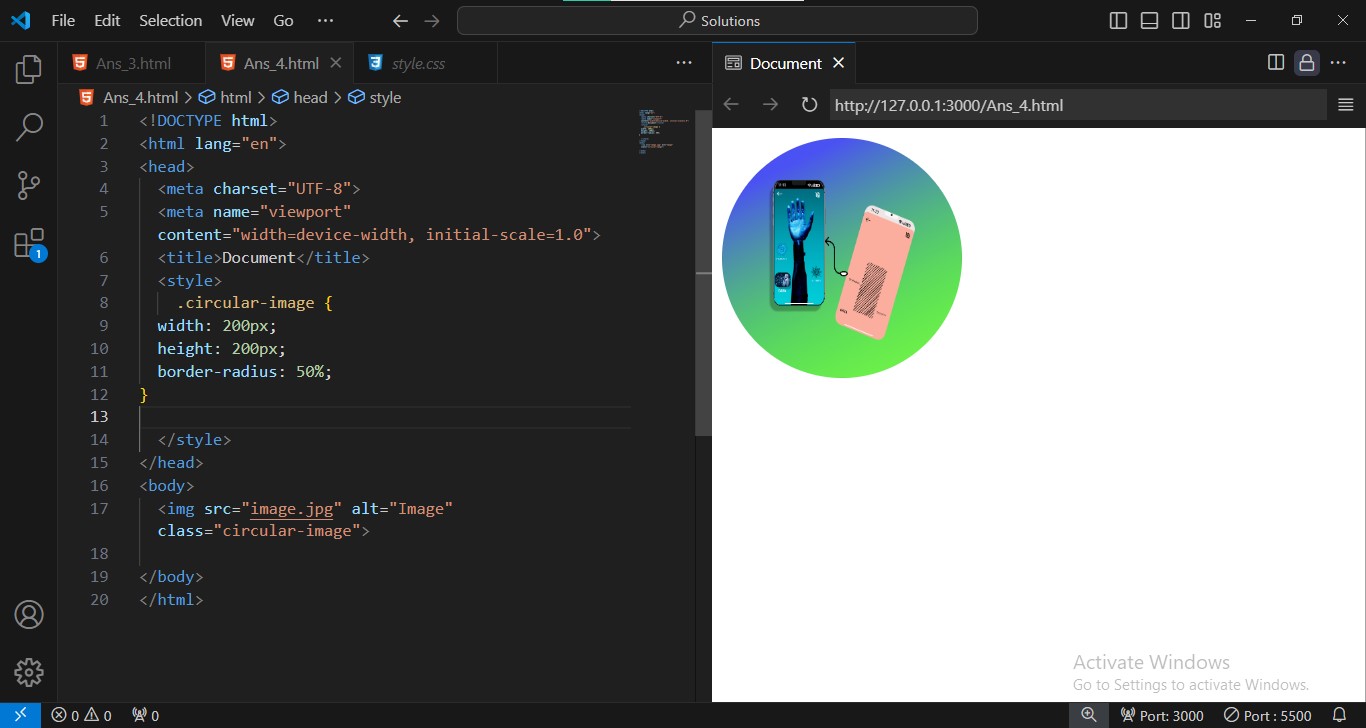 File Edit Selection View Go ··· Solutions
Ans_3.html Ans_4.html style.css ···
Ans_4.html > html > head > style
1 <!DOCTYPE html>
2 <html lang="en">
3 <head>
4 <meta charset="UTF-8">
5 <meta name="viewport"
content="width=device-width, initial-scale=1.0">
6 <title>Document</title>
7 <style>
8 .circular-image {
9 width: 200px;
10 height: 200px;
11 border-radius: 50%;
12 }
13
14 </style>
15 </head>
16 <body>
17 <img src="image.jpg" alt="Image"
class="circular-image">
18
19 </body>
20 </html>
Document
http://127.0.0.1:3000/Ans_4.html
1
Activate Windows
Go to Settings to activate Windows.
0 0 0 Port: 3000 Port : 5500